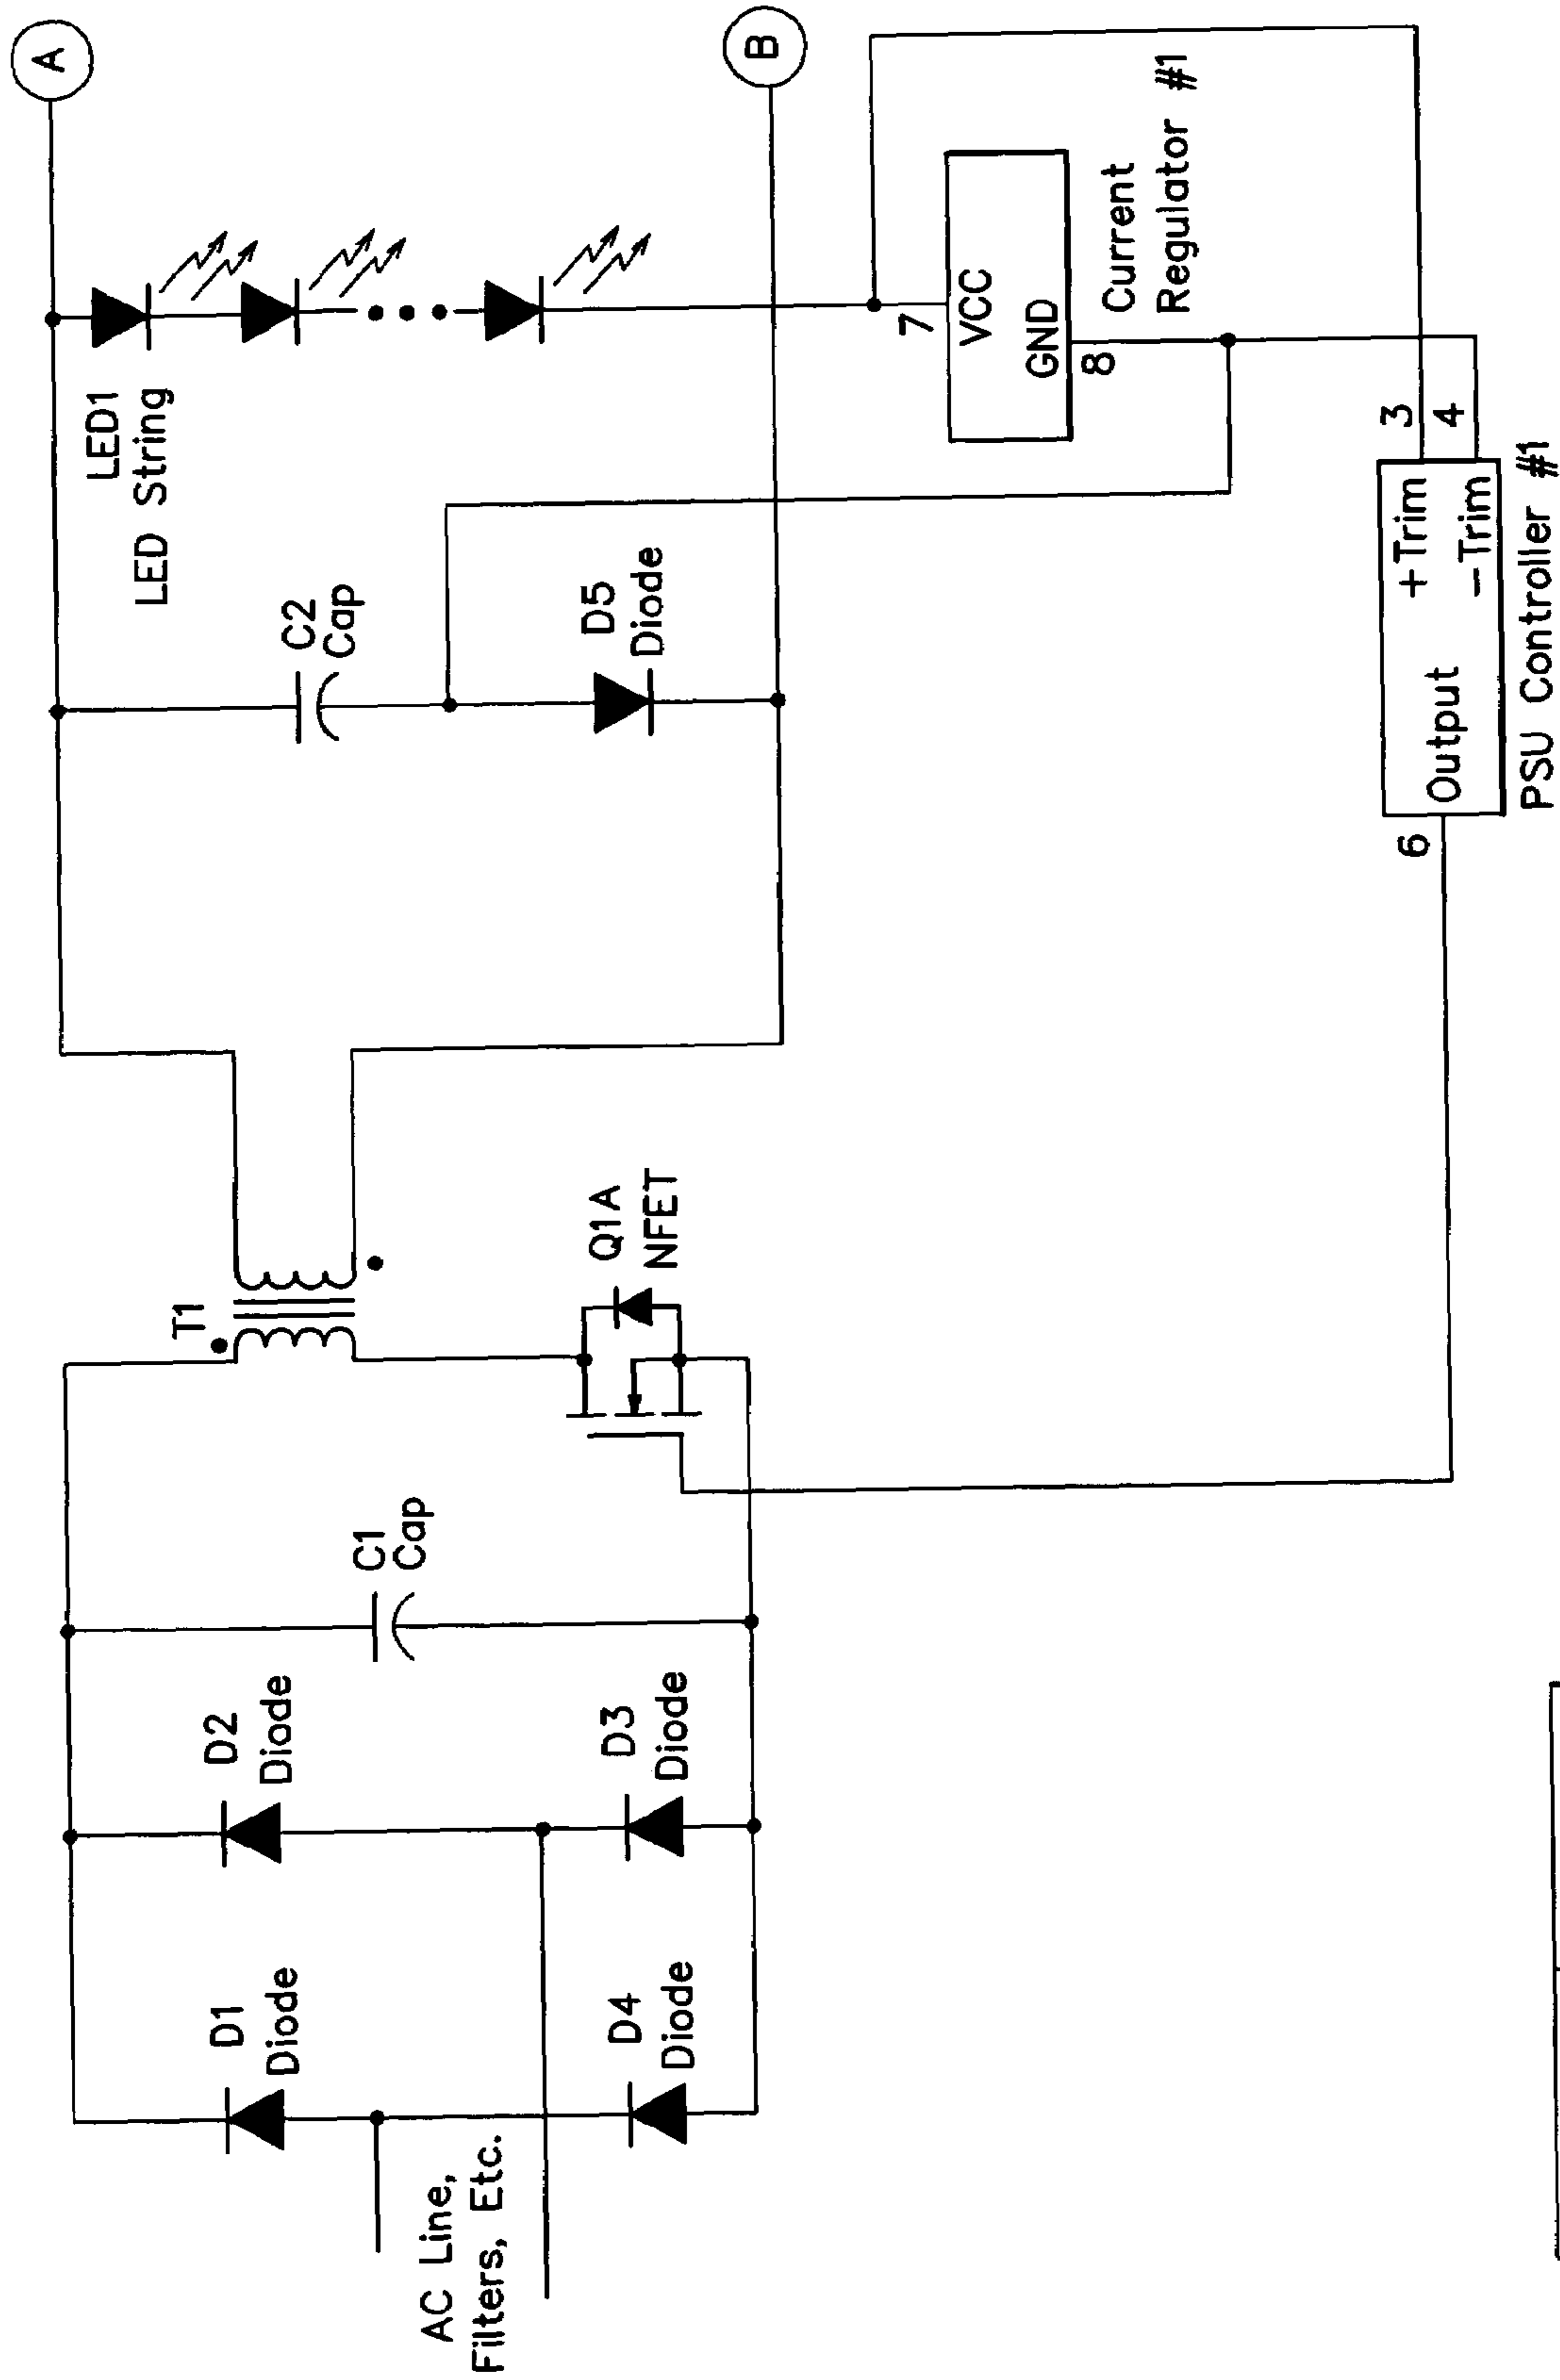 A
B
LED1
LED String
C2
Cap
D5
Diode
7
VCC
GND
8
Current
Regulator #1
3
4
+Trim
-Trim
Output
6
PSU Controller #1
T1
Q1A
NFET
C1
Cap
D2
Diode
D3
Diode
D1
Diode
D4
Diode
AC Line,
Filters, Etc.